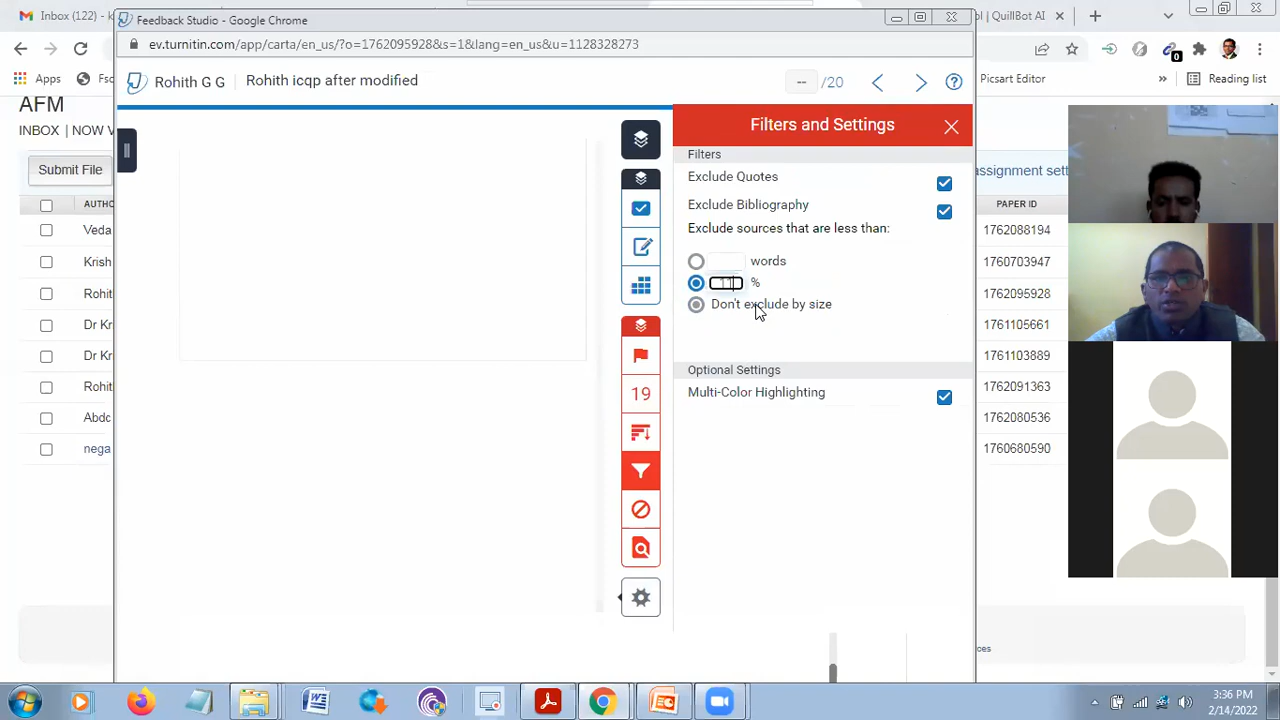 Inbox (122)
Feedback Studio - Google Chrome
| QuillBot AI
ev.turnitin.com/app/carta/en_us/?o=1762095928&s=1&lang=en_us&u=1128328273
0
Apps
Picsart Editor
»
Reading list
Rohith G G
Rohith icqp after modified
-- /20
AFM
INBOX | NOW V
Submit File
Filters and Settings
Filters
Exclude Quotes
Exclude Bibliography
Exclude sources that are less than:
words
11 %
Don't exclude by size
Optional Settings
Multi-Color Highlighting
19
assignment sett
AUTHO
PAPER ID
Veda
1762088194
Krish
1760703947
Rohit
1762095928
Dr Kr
1761105661
Dr Kr
1761103889
Rohit
1762091363
Abdo
1762080536
nega
1760680590
3:36 PM
2/14/2022